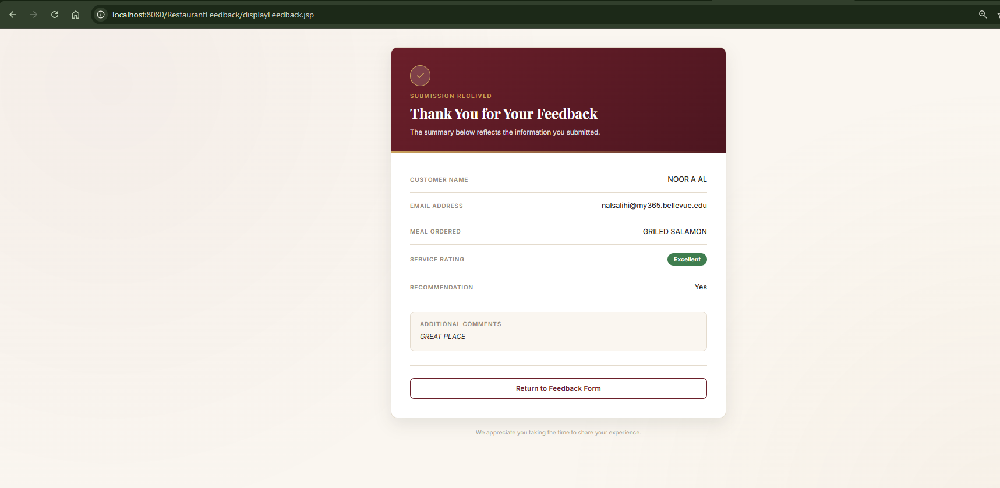 localhost:8080/RestaurantFeedback/displayFeedback.jsp
SUBMISSION RECEIVED
Thank You for Your Feedback
The summary below reflects the information you submitted.
CUSTOMER NAME NOOR A AL
EMAIL ADDRESS nalsalihi@my365.bellevue.edu
MEAL ORDERED GRILED SALAMON
SERVICE RATING Excellent
RECOMMENDATION Yes
ADDITIONAL COMMENTS
GREAT PLACE
Return to Feedback Form
We appreciate you taking the time to share your experience.